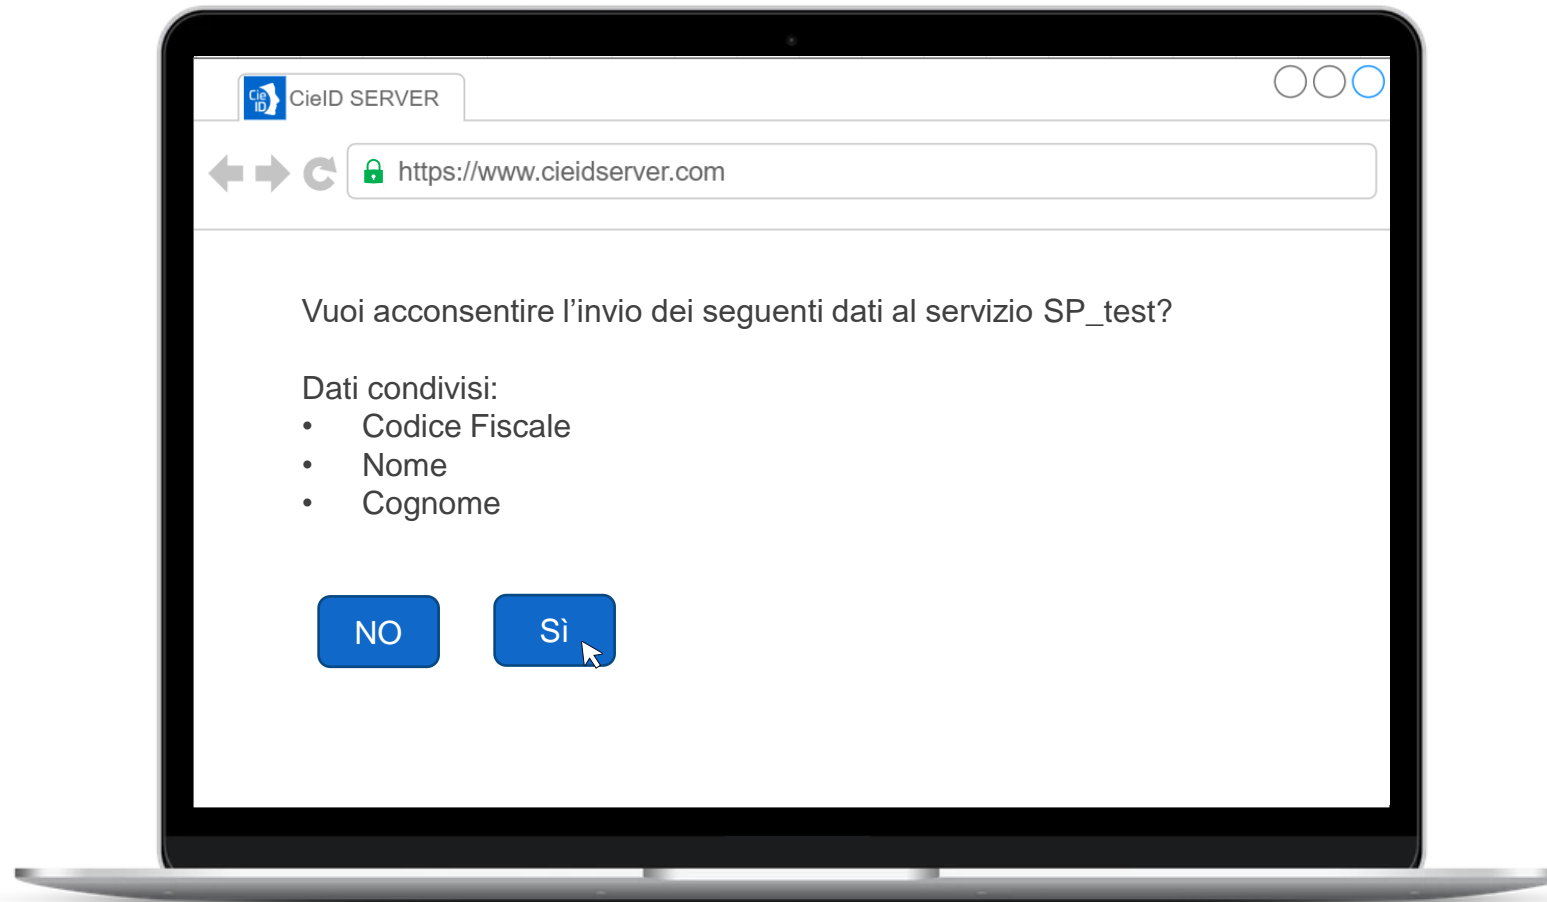 Cie
ID
CieID SERVER
https://www.cieidserver.com
Vuoi acconsentire l’invio dei seguenti dati al servizio SP_test?
Dati condivisi:
• Codice Fiscale
• Nome
• Cognome
NO
Sì